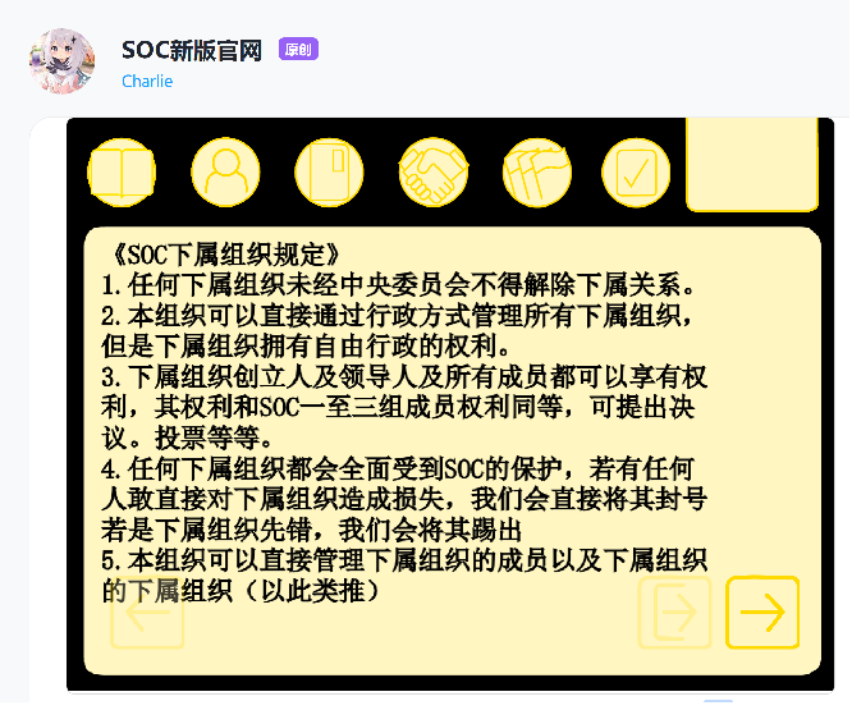 SOC新版官网 原创
Charlie
《SOC下属组织规定》
1.任何下属组织未经中央委员会不得解除下属关系。
2.本组织可以直接通过行政方式管理所有下属组织，
但是下属组织拥有自由行政的权利。
3.下属组织创立人及领导人及所有成员都可以享有权
利，其权利和SOC一至三组成员权利同等，可提出决
议。投票等等。
4.任何下属组织都会全面受到SOC的保护，若有任何
人敢直接对下属组织造成损失，我们会直接将其封号
若是下属组织先错，我们会将其踢出
5.本组织可以直接管理下属组织的成员以及下属组织
的下属组织（以此类推）